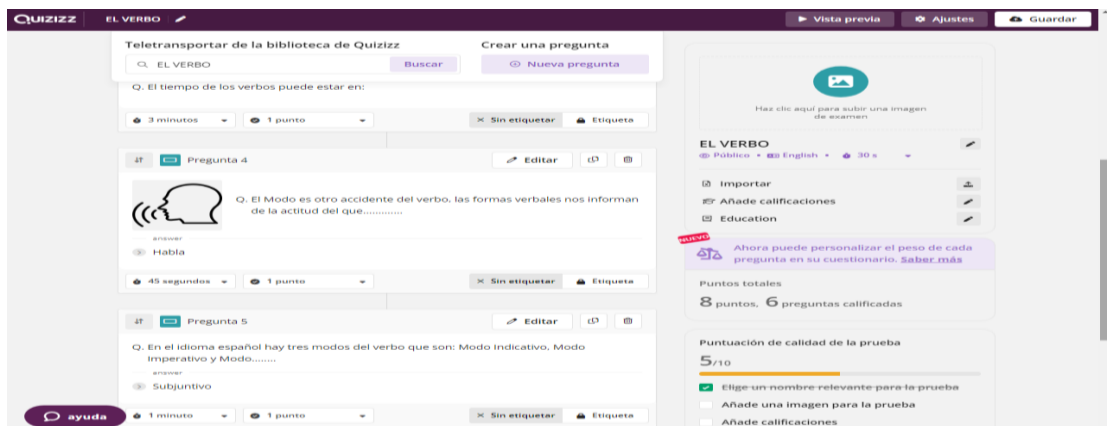 QUIZIZZ
EL VERBO
Vista previa
Ajustes
Guardar
Teletransportar de la biblioteca de Quizizz
Crear una pregunta
EL VERBO
Buscar
Nueva pregunta
Q. El tiempo de los verbos puede estar en:
3 minutos
1 punto
Sin etiquetar
Etiqueta
Pregunta 4
Editar
Q. El Modo es otro accidente del verbo, las formas verbales nos informan
de la actitud del que.............
answer
Habla
45 segundos
1 punto
Sin etiquetar
Etiqueta
Pregunta 5
Editar
Q. En el idioma español hay tres modos del verbo que son: Modo Indicativo, Modo
Imperativo y Modo........
answer
Subjuntivo
1 minuto
1 punto
Sin etiquetar
Etiqueta
ayuda
Haz clic aquí para subir una imagen
de examen
EL VERBO
Público • English • 30 s
Importar
Añade calificaciones
Education
NUEVO
Ahora puede personalizar el peso de cada
pregunta en su cuestionario. Saber más
Puntos totales
8 puntos, 6 preguntas calificadas
Puntuación de calidad de la prueba
5/10
Elige un nombre relevante para la prueba
Añade una imagen para la prueba
Añade calificaciones